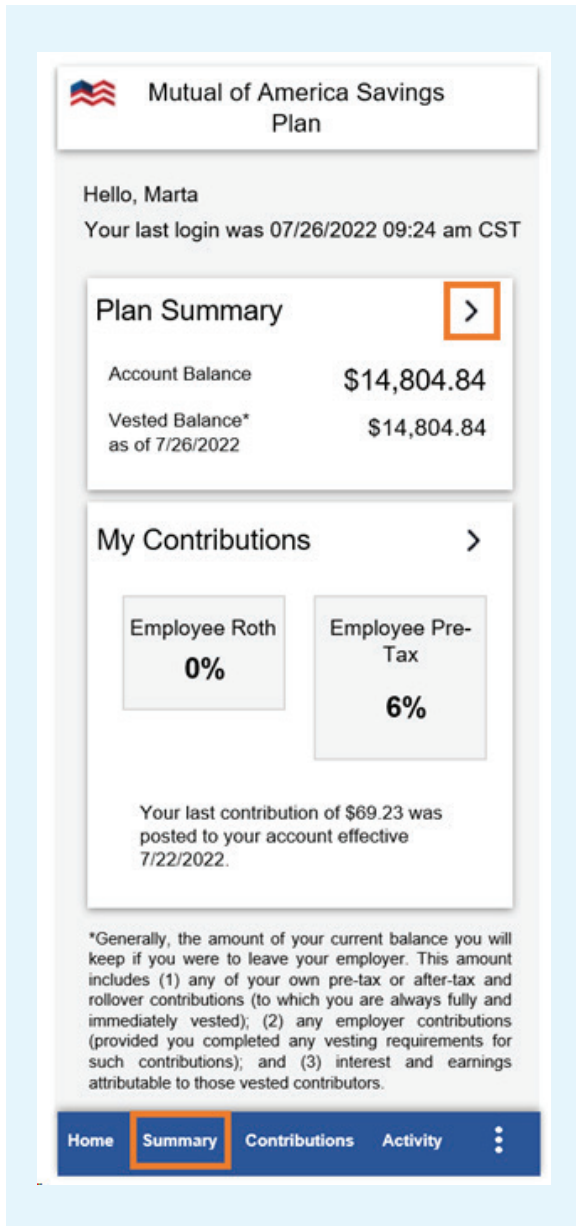 Mutual of America Savings
Plan
Hello, Marta
Your last login was 07/26/2022 09:24 am CST
Plan Summary
Account Balance $14,804.84
Vested Balance* $14,804.84
as of 7/26/2022
My Contributions
Employee Roth
0%
Employee Pre-
Tax
6%
Your last contribution of $69.23 was
posted to your account effective
7/22/2022.
*Generally, the amount of your current balance you will
keep if you were to leave your employer. This amount
includes (1) any of your own pre-tax or after-tax and
rollover contributions (to which you are always fully and
immediately vested); (2) any employer contributions
(provided you completed any vesting requirements for
such contributions); and (3) interest and earnings
attributable to those vested contributors.
Home Summary Contributions Activity